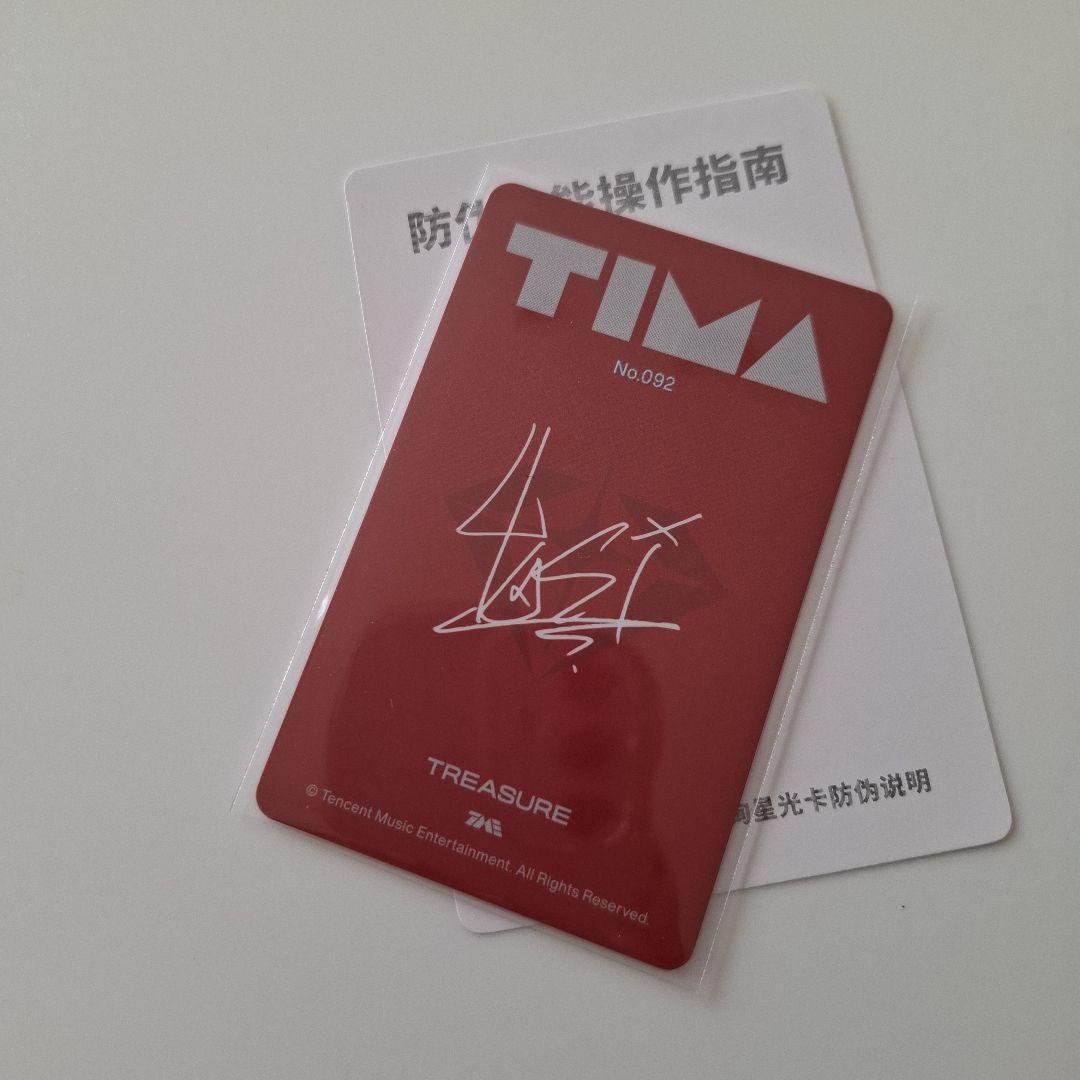 防伪 能操作指南
TIMA
No.092
TREASURE
TME
© Tencent Music Entertainment. All Rights Reserved.
星光卡防伪说明